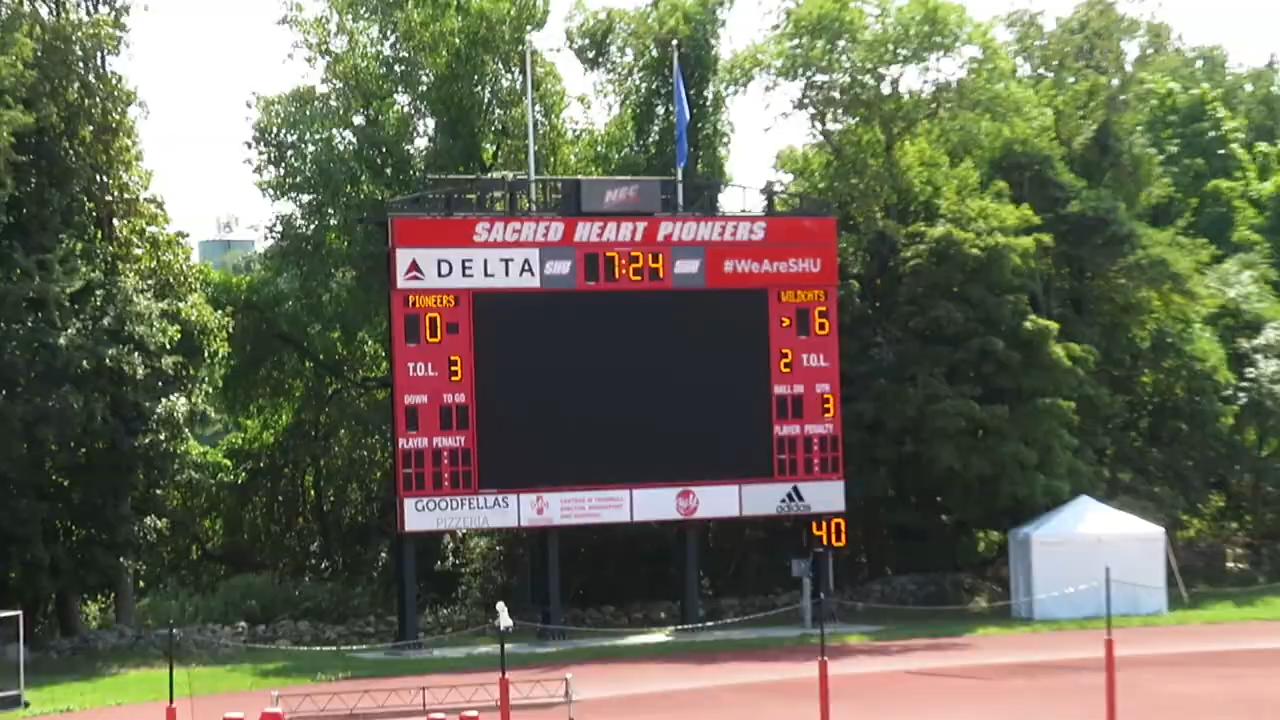 NEC
SACRED HEART PIONEERS
DELTA SHU 7:24 SHU #WeAreSHU
PIONEERS WILDCATS
0 > 6
T.O.L. 3 2 T.O.L.
DOWN TO GO BALL ON QTR
3
PLAYER PENALTY PLAYER PENALTY
GOODFELLAS
PIZZERIA
adidas
40